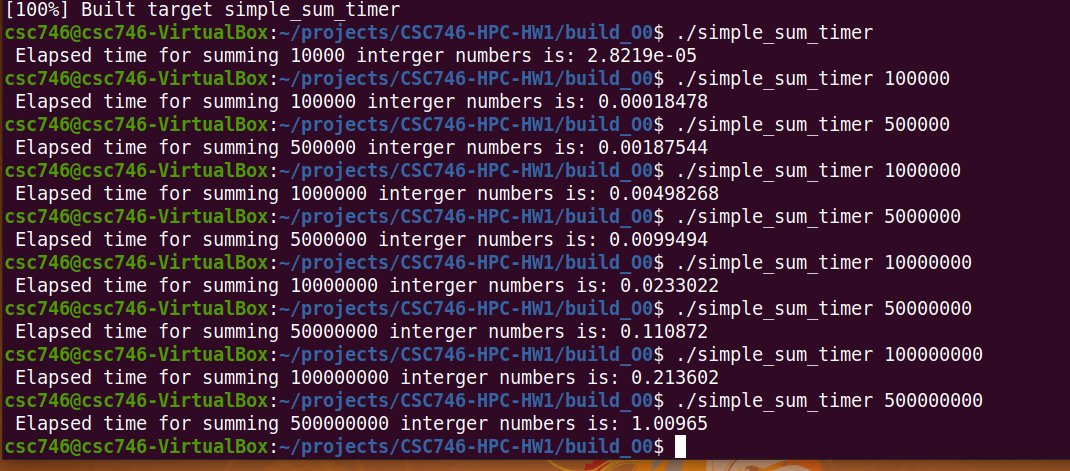 [100%] Built target simple_sum_timer
csc746@csc746-VirtualBox:~/projects/CSC746-HPC-HW1/build_O0$ ./simple_sum_timer
 Elapsed time for summing 10000 interger numbers is: 2.8219e-05
csc746@csc746-VirtualBox:~/projects/CSC746-HPC-HW1/build_O0$ ./simple_sum_timer 100000
 Elapsed time for summing 100000 interger numbers is: 0.00018478
csc746@csc746-VirtualBox:~/projects/CSC746-HPC-HW1/build_O0$ ./simple_sum_timer 500000
 Elapsed time for summing 500000 interger numbers is: 0.00187544
csc746@csc746-VirtualBox:~/projects/CSC746-HPC-HW1/build_O0$ ./simple_sum_timer 1000000
 Elapsed time for summing 1000000 interger numbers is: 0.00498268
csc746@csc746-VirtualBox:~/projects/CSC746-HPC-HW1/build_O0$ ./simple_sum_timer 5000000
 Elapsed time for summing 5000000 interger numbers is: 0.0099494
csc746@csc746-VirtualBox:~/projects/CSC746-HPC-HW1/build_O0$ ./simple_sum_timer 10000000
 Elapsed time for summing 10000000 interger numbers is: 0.0233022
csc746@csc746-VirtualBox:~/projects/CSC746-HPC-HW1/build_O0$ ./simple_sum_timer 50000000
 Elapsed time for summing 50000000 interger numbers is: 0.110872
csc746@csc746-VirtualBox:~/projects/CSC746-HPC-HW1/build_O0$ ./simple_sum_timer 100000000
 Elapsed time for summing 100000000 interger numbers is: 0.213602
csc746@csc746-VirtualBox:~/projects/CSC746-HPC-HW1/build_O0$ ./simple_sum_timer 500000000
 Elapsed time for summing 500000000 interger numbers is: 1.00965
csc746@csc746-VirtualBox:~/projects/CSC746-HPC-HW1/build_O0$